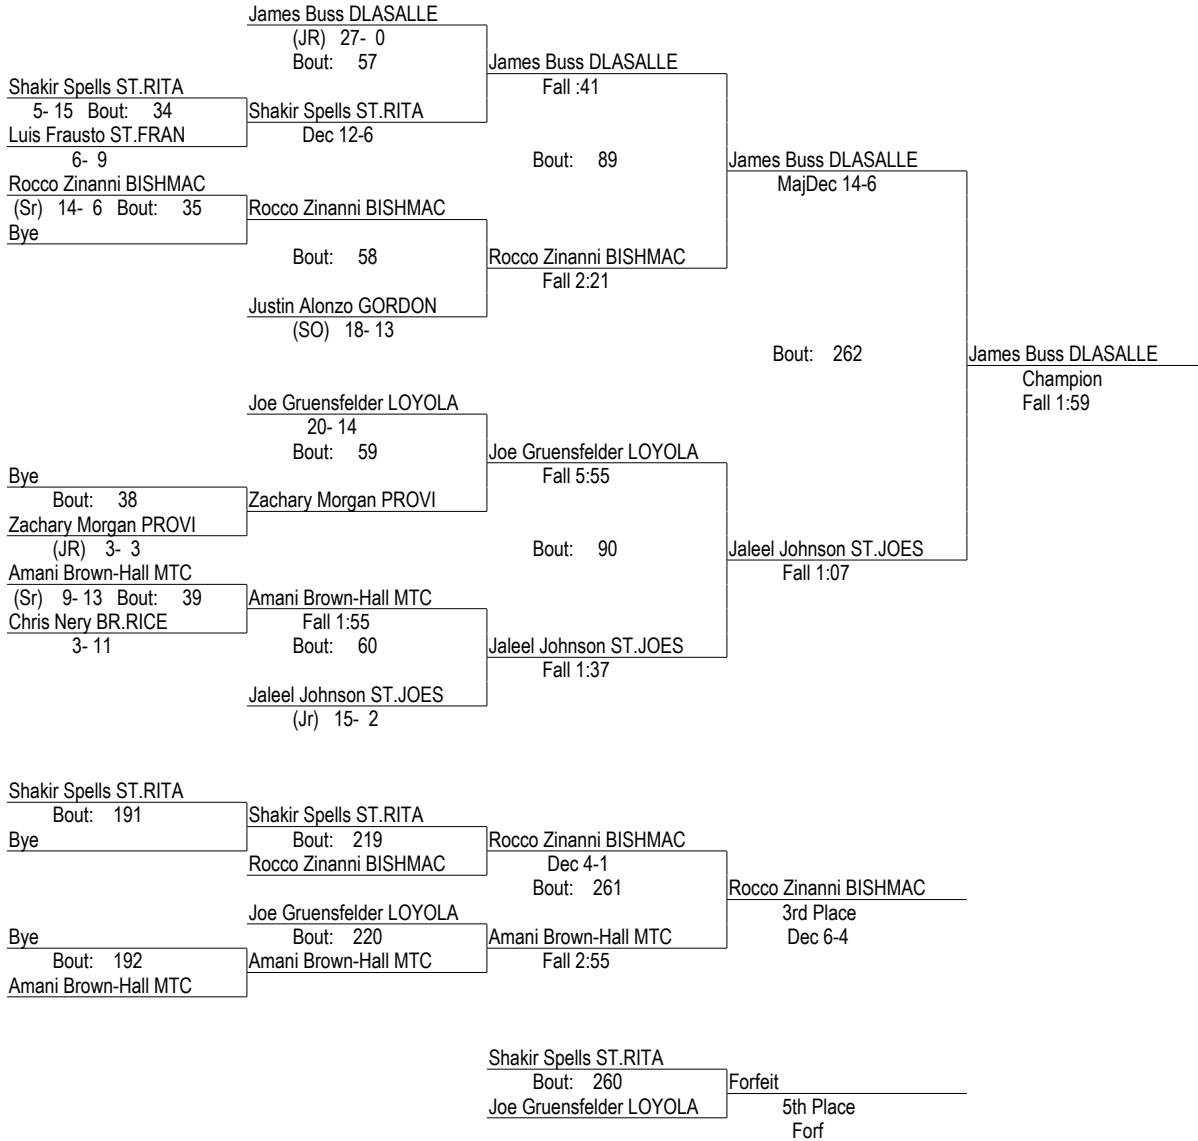 James Buss DLASALLE
(JR) 27- 0
Bout: 57
James Buss DLASALLE
Fall :41
Shakir Spells ST.RITA
5- 15 Bout: 34
Shakir Spells ST.RITA
Dec 12-6
Luis Frausto ST.FRAN
6- 9
Bout: 89
James Buss DLASALLE
MajDec 14-6
Rocco Zinanni BISHMAC
(Sr) 14- 6 Bout: 35
Rocco Zinanni BISHMAC
Bye
Bout: 58
Rocco Zinanni BISHMAC
Fall 2:21
Justin Alonzo GORDON
(SO) 18- 13
Bout: 262
James Buss DLASALLE
Champion
Fall 1:59
Joe Gruensfelder LOYOLA
20- 14
Bout: 59
Joe Gruensfelder LOYOLA
Fall 5:55
Bye
Bout: 38
Zachary Morgan PROVI
Zachary Morgan PROVI
(JR) 3- 3
Bout: 90
Jaleel Johnson ST.JOES
Fall 1:07
Amani Brown-Hall MTC
(Sr) 9- 13 Bout: 39
Amani Brown-Hall MTC
Fall 1:55
Chris Nery BR.RICE
3- 11
Bout: 60
Jaleel Johnson ST.JOES
Fall 1:37
Jaleel Johnson ST.JOES
(Jr) 15- 2
Shakir Spells ST.RITA
Bout: 191
Shakir Spells ST.RITA
Bye
Bout: 219
Rocco Zinanni BISHMAC
Rocco Zinanni BISHMAC
Dec 4-1
Bout: 261
Rocco Zinanni BISHMAC
3rd Place
Dec 6-4
Joe Gruensfelder LOYOLA
Bye
Bout: 220
Amani Brown-Hall MTC
Fall 2:55
Bout: 192
Amani Brown-Hall MTC
Amani Brown-Hall MTC
Shakir Spells ST.RITA
Bout: 260
Forfeit
Joe Gruensfelder LOYOLA
5th Place
Forf